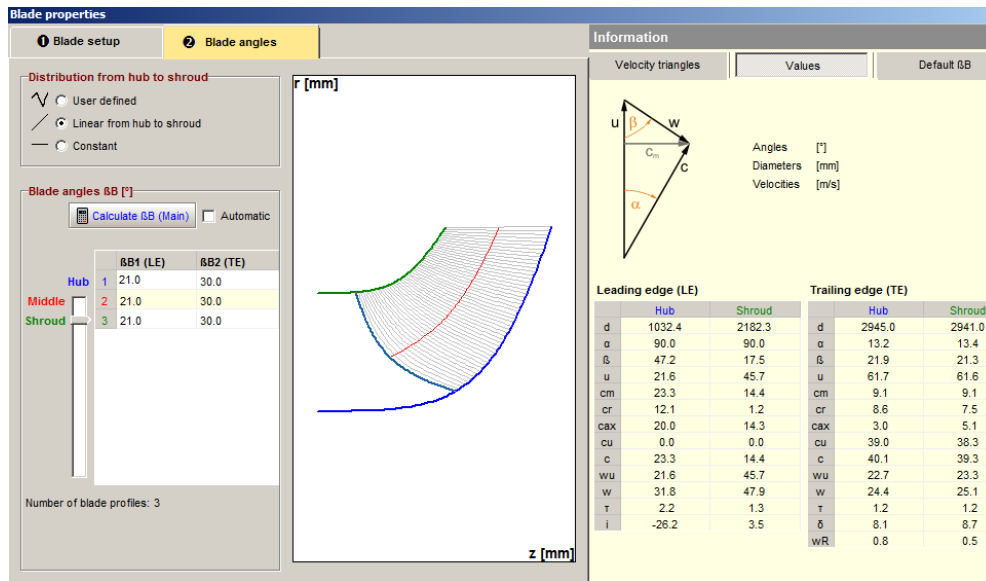 Blade properties
❶ Blade setup
❷ Blade angles
Distribution from hub to shroud
User defined
Linear from hub to shroud
Constant
Blade angles ßB [°]
Calculate ßB (Main)
Automatic
ßB1 (LE) ßB2 (TE)
Hub 1 21.0 30.0
Middle 2 21.0 30.0
Shroud 3 21.0 30.0
Number of blade profiles: 3
r [mm]
z [mm]
Information
Velocity triangles
Values
Default ßB
u
β
w
cm
c
α
Angles [°]
Diameters [mm]
Velocities [m/s]
Leading edge (LE)
Hub Shroud
d 1032.4 2182.3
α 90.0 90.0
ß 47.2 17.5
u 21.6 45.7
cm 23.3 14.4
cr 12.1 1.2
cax 20.0 14.3
cu 0.0 0.0
c 23.3 14.4
wu 21.6 45.7
w 31.8 47.9
τ 2.2 1.3
i -26.2 3.5
Trailing edge (TE)
Hub Shroud
d 2945.0 2941.0
α 13.2 13.4
ß 21.9 21.3
u 61.7 61.6
cm 9.1 9.1
cr 8.6 7.5
cax 3.0 5.1
cu 39.0 38.3
c 40.1 39.3
wu 22.7 23.3
w 24.4 25.1
τ 1.2 1.2
δ 8.1 8.7
wR 0.8 0.5